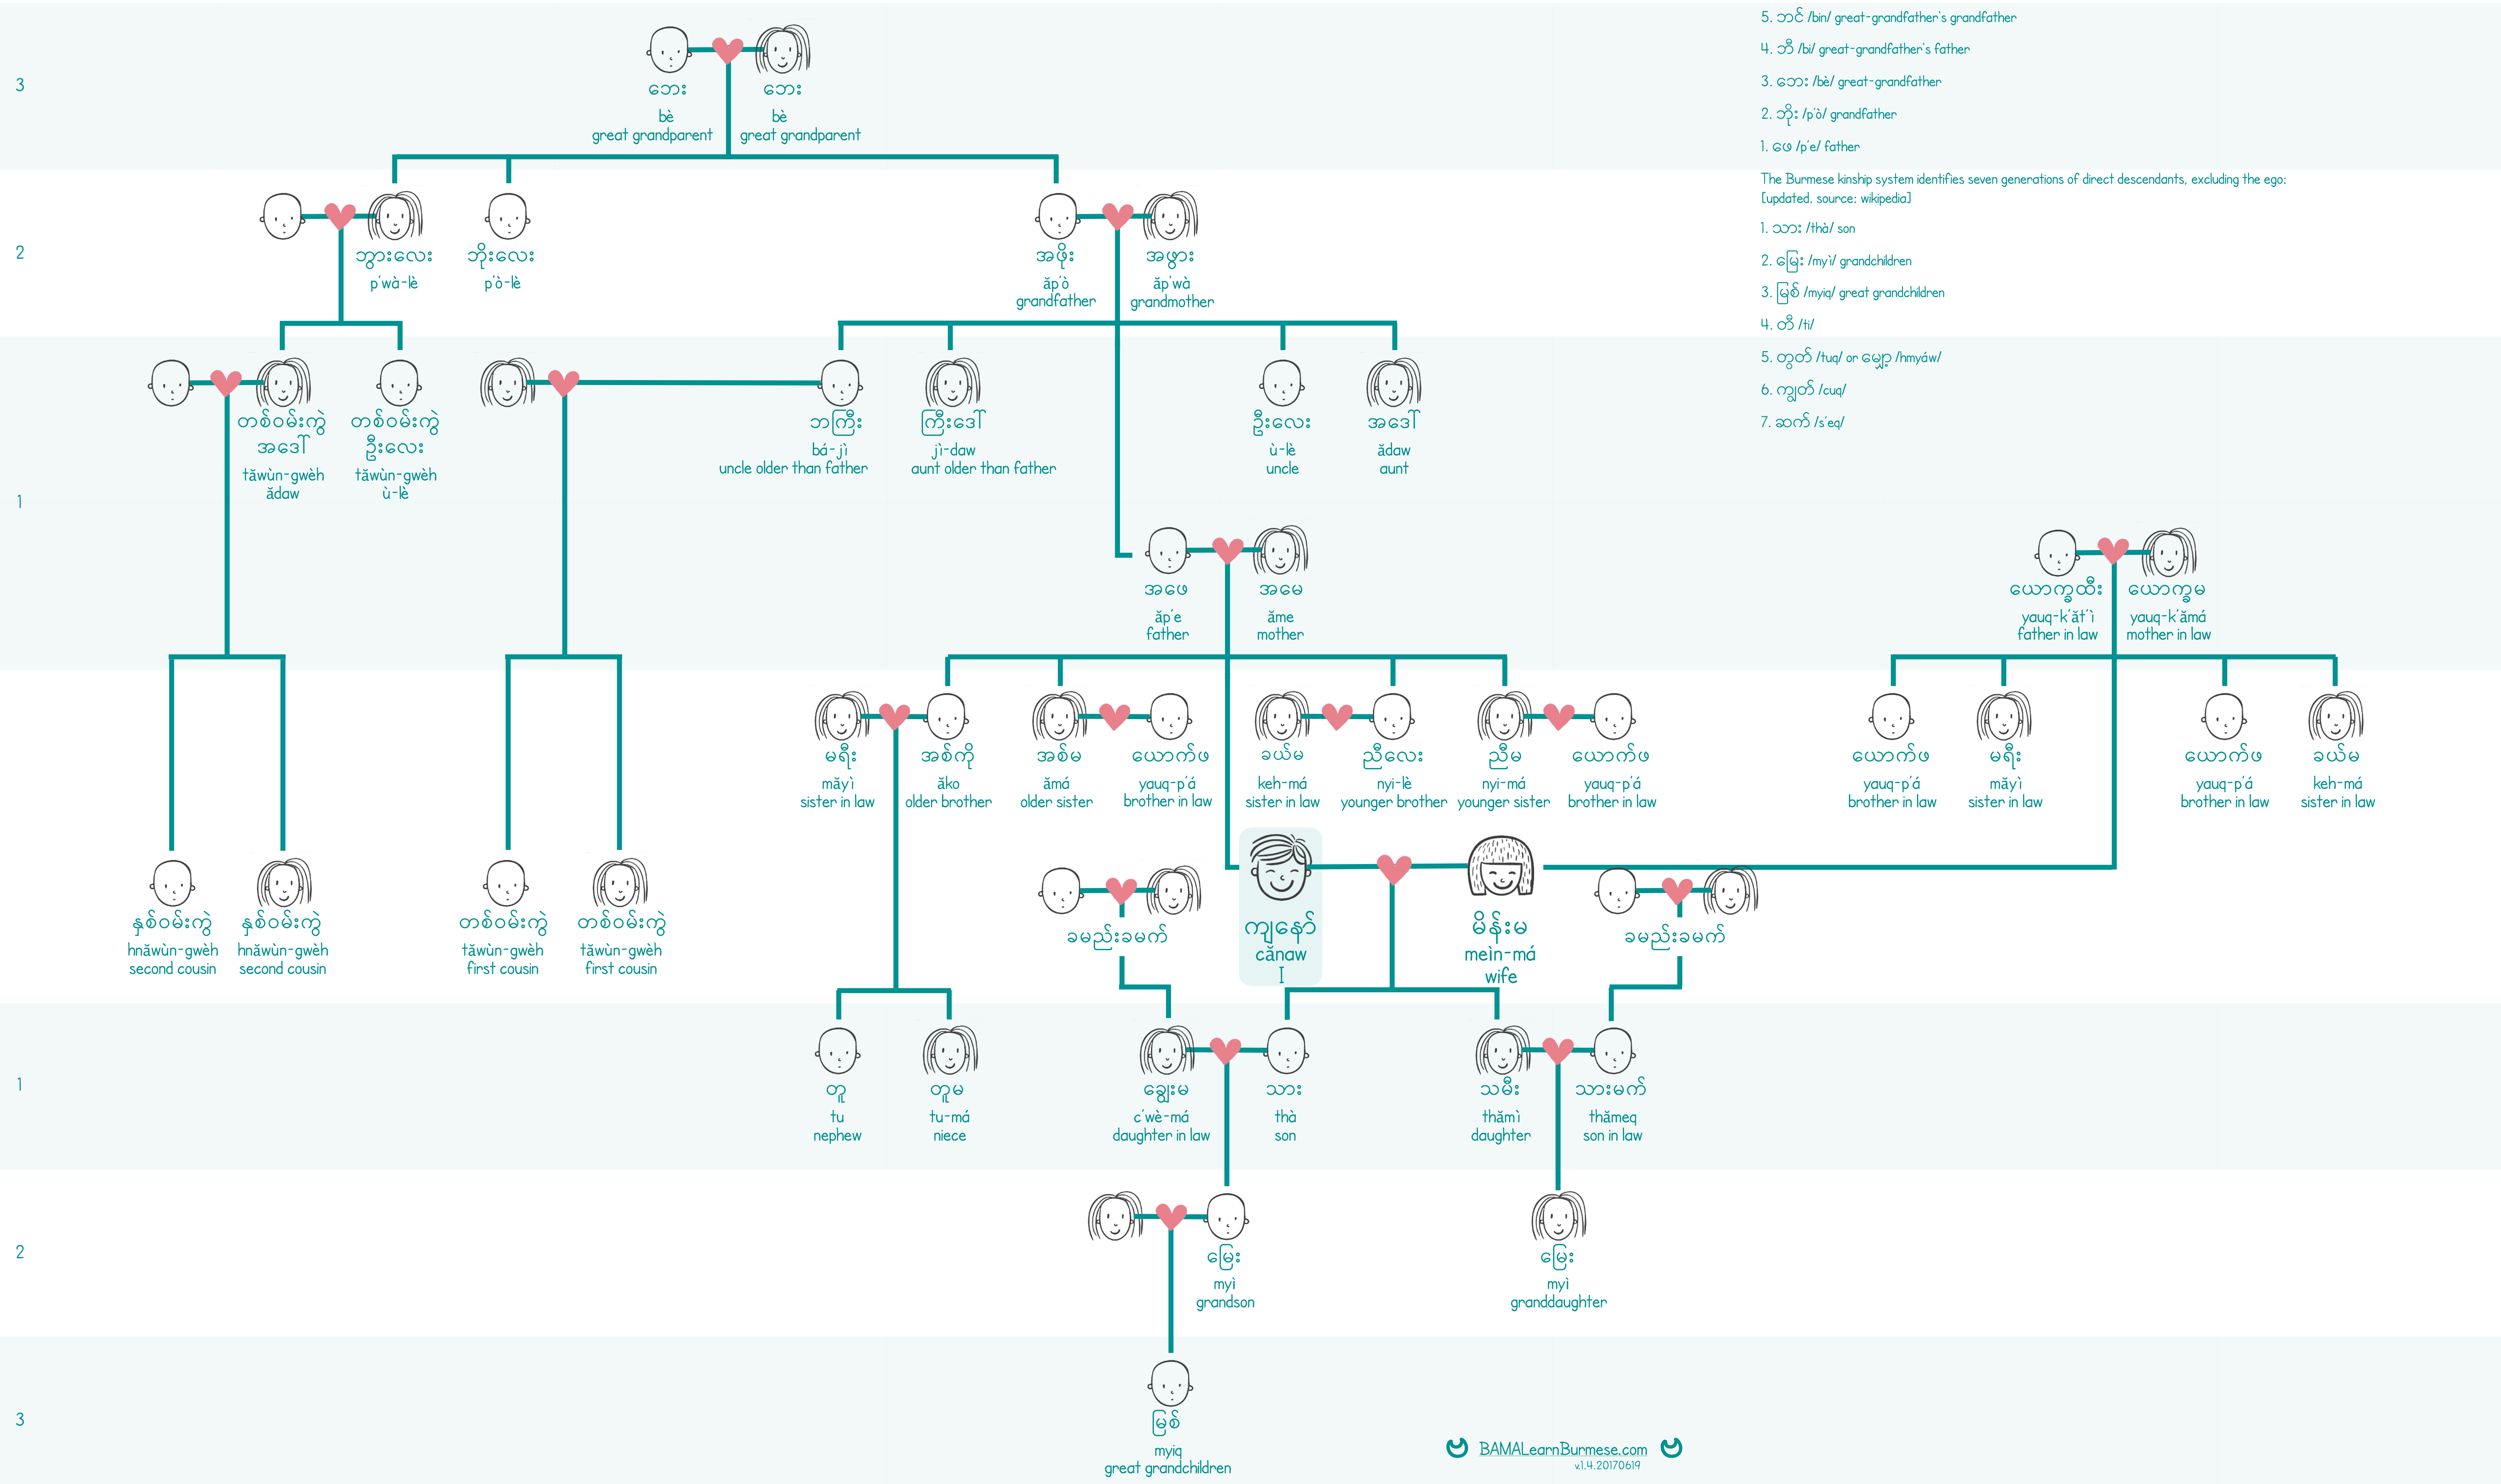 5. ဘင် /bin/ great-grandfather's grandfather
4. ဘီ /bi/ great-grandfather's father
3. ဘေး /bè/ great-grandfather
2. ဘိုး /p'ò/ grandfather
1. ဖေ /p'e/ father
The Burmese kinship system identifies seven generations of direct descendants, excluding the ego:
[updated. source: wikipedia]
1. သား /thà/ son
2. မြေး /myì/ grandchildren
3. မြစ် /myiq/ great grandchildren
4. တီ /ti/
5. တွတ် /tuq/ or မျှော့ /hmyáw/
6. ကျွတ် /cuq/
7. ဆက် /s'eq/
3
ဘေး ဘေး
bè bè
great grandparent great grandparent
2
ဘွားလေး ဘိုးလေး အဖိုး အဖွား
p'wà-lè p'ò-lè ăp'ò ăp'wà
grandfather grandmother
1
တစ်ဝမ်းကွဲ တစ်ဝမ်းကွဲ ဘကြီး ကြီးဒေါ် ဦးလေး အဒေါ်
အဒေါ် ဦးလေး bá-jì jì-daw ù-lè ădaw
tăwùn-gwèh tăwùn-gwèh uncle older than father aunt older than father uncle aunt
ădaw ù-lè
အဖေ အမေ ယောက္ခထီး ယောက္ခမ
ăp'e ăme yauq-k'ăt'ì yauq-k'ămá
father mother father in law mother in law
မရီး အစ်ကို အစ်မ ယောက်ဖ ခယ်မ ညီလေး ညီမ ယောက်ဖ ယောက်ဖ မရီး ယောက်ဖ ခယ်မ
măyì ăko ămá yauq-p'á keh-má nyi-lè nyi-má yauq-p'á yauq-p'á măyì yauq-p'á keh-má
sister in law older brother older sister brother in law sister in law younger brother younger sister brother in law brother in law sister in law brother in law sister in law
နှစ်ဝမ်းကွဲ နှစ်ဝမ်းကွဲ တစ်ဝမ်းကွဲ တစ်ဝမ်းကွဲ ခမည်းခမက် ကျနော် မိန်းမ ခမည်းခမက်
hnăwùn-gwèh hnăwùn-gwèh tăwùn-gwèh tăwùn-gwèh cănaw meìn-má
second cousin second cousin first cousin first cousin I wife
1
တူ တူမ ချွေးမ သား သမီး သားမက်
tu tu-má c'wè-má thà thămì thămeq
nephew niece daughter in law son daughter son in law
2
မြေး မြေး
myì myì
grandson granddaughter
3
မြစ်
myiq
great grandchildren
BAMALearnBurmese.com
v.1.4.20170619